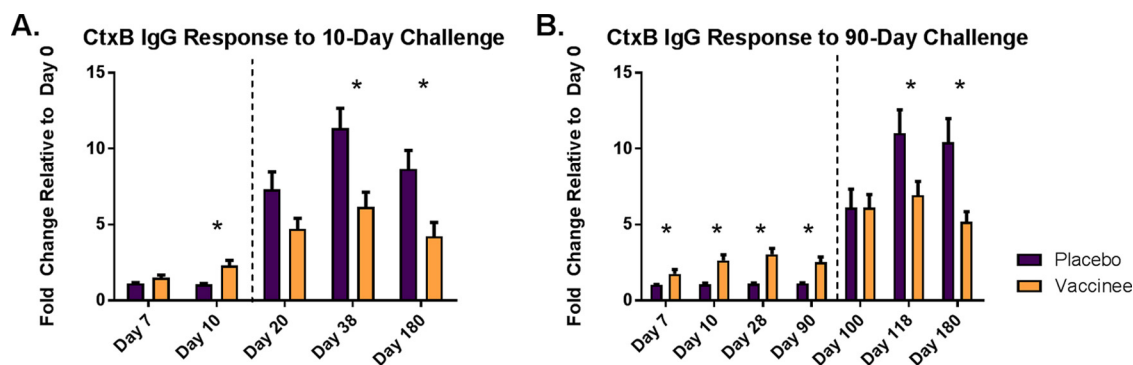 A.
CtxB IgG Response to 10-Day Challenge
Fold Change Relative to Day 0
15
10
5
0
*
*
*
Day 7
Day 10
Day 20
Day 38
Day 180
B.
CtxB IgG Response to 90-Day Challenge
Fold Change Relative to Day 0
15
10
5
0
*
*
*
*
*
*
Day 7
Day 10
Day 28
Day 90
Day 100
Day 118
Day 180
Placebo
Vaccinee